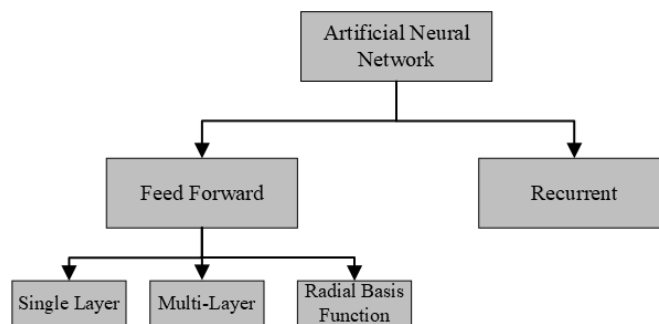 Artificial Neural
Network
Feed Forward
Recurrent
Single Layer
Multi-Layer
Radial Basis
Function